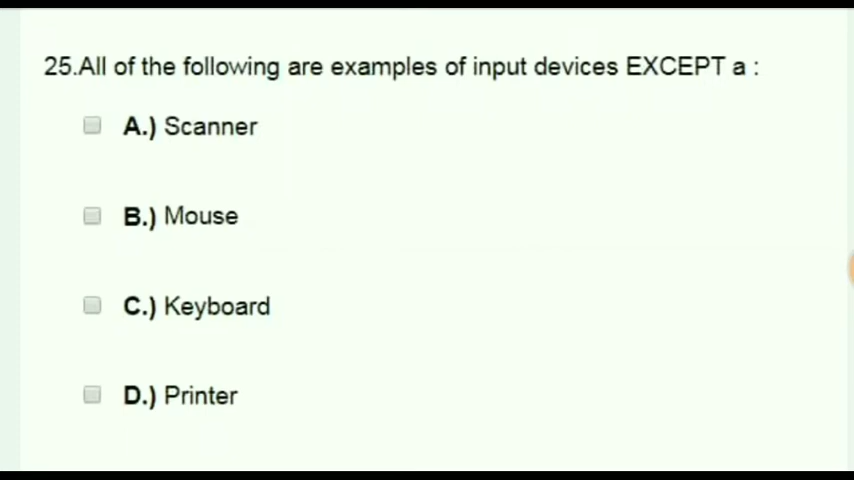 25.All of the following are examples of input devices EXCEPT a :
A.) Scanner
B.) Mouse
C.) Keyboard
D.) Printer